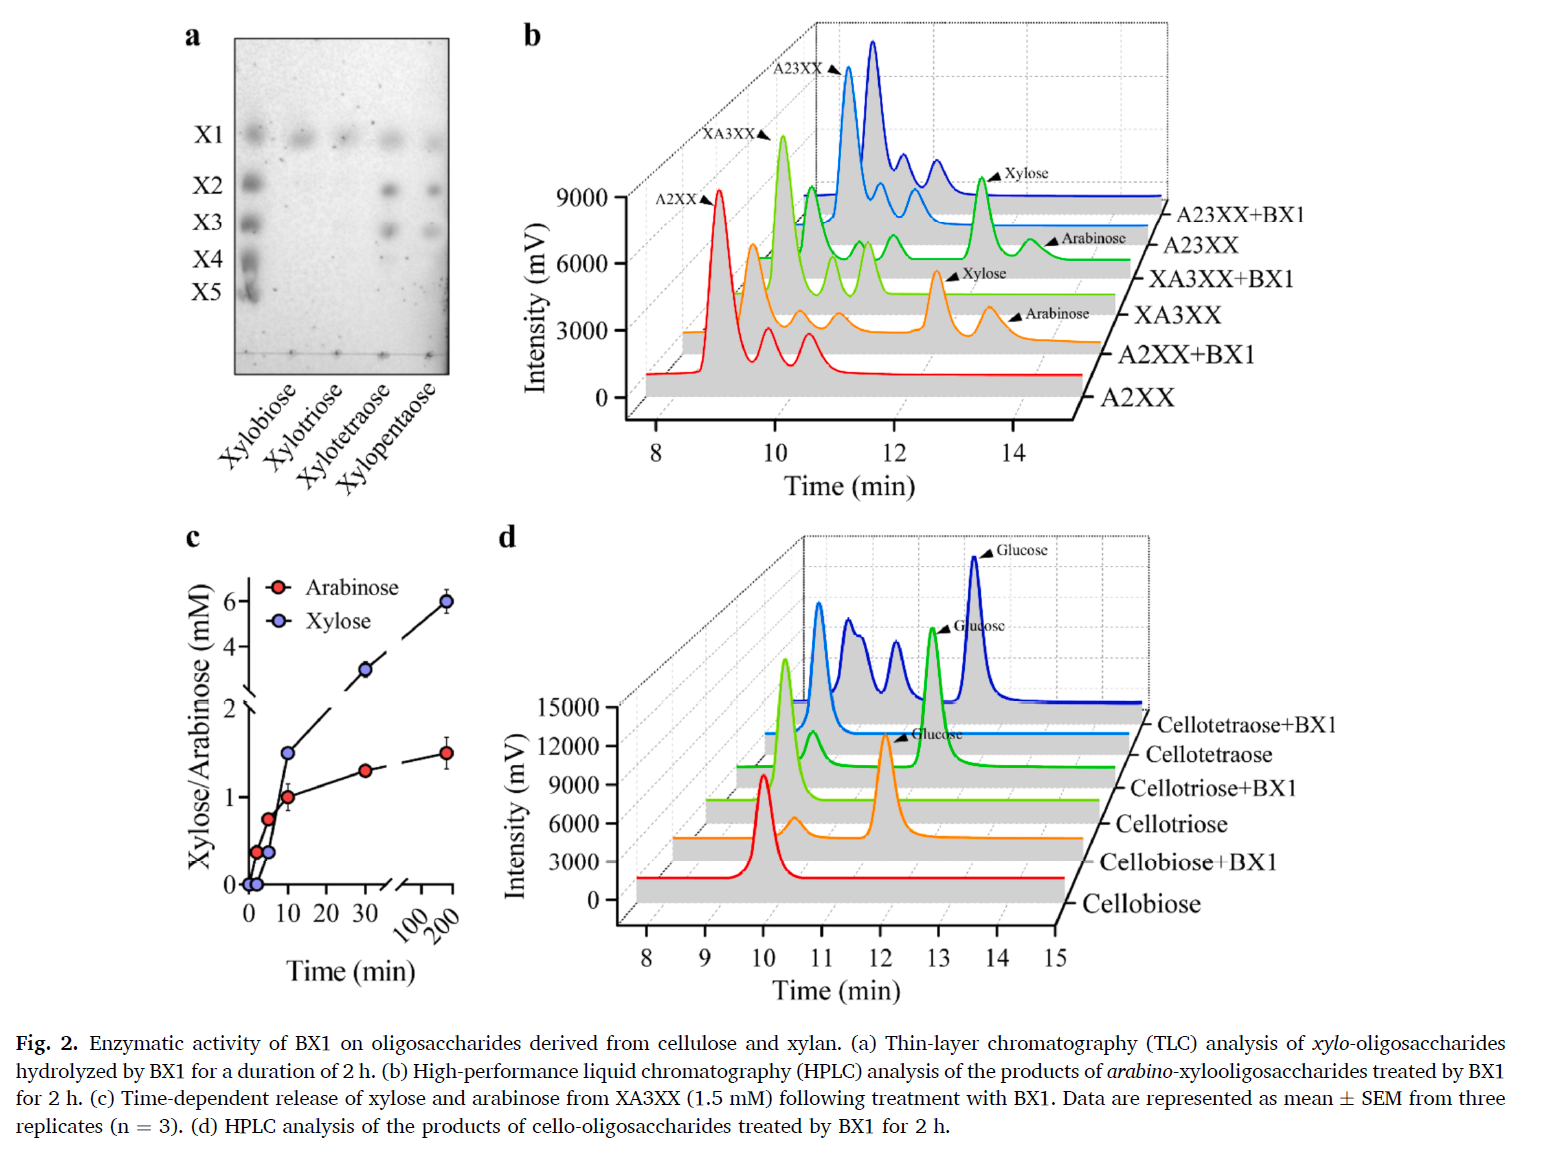 a
X1
X2
X3
X4
X5
Xylobiose
Xylotriose
Xylotetraose
Xylopentaose
b
A23XX
XA3XX
A2XX
Xylose
Arabinose
Xylose
Arabinose
9000
6000
3000
0
Intensity (m V)
8
10
12
14
Time (min)
A23XX+BX1
A23XX
XA3XX+BX1
XA3XX
A2XX+BX1
A2XX
c
Arabinose
Xylose
Xylose/Arabinose (mM)
6
4
2
1
0
0
10
20
30
100
200
Time (min)
d
Glucose
Glucose
Glucose
15000
12000
9000
6000
3000
0
Intensity (mV)
8
9
10
11
12
13
14
15
Time (min)
Cellotetraose+BX1
Cellotetraose
Cellotriose+BX1
Cellotriose
Cellobiose+BX1
Cellobiose
Fig. 2. Enzymatic activity of BX1 on oligosaccharides derived from cellulose and xylan. (a) Thin-layer chromatography (TLC) analysis of xylo-oligosaccharides
hydrolyzed by BX1 for a duration of 2 h. (b) High-performance liquid chromatography (HPLC) analysis of the products of arabino-xylooligosaccharides treated by BX1
for 2 h. (c) Time-dependent release of xylose and arabinose from XA3XX (1.5 mM) following treatment with BX1. Data are represented as mean ± SEM from three
replicates (n = 3). (d) HPLC analysis of the products of cello-oligosaccharides treated by BX1 for 2 h.